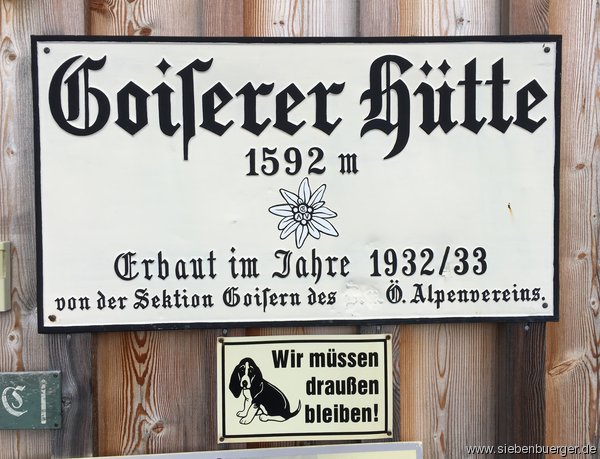 Goiserer Hütte
1592 m
Erbaut im Jahre 1932/33
von der Sektion Goisern des Ö. Alpenvereins.
Wir müssen
draußen
bleiben!
www.siebenbuerger.de